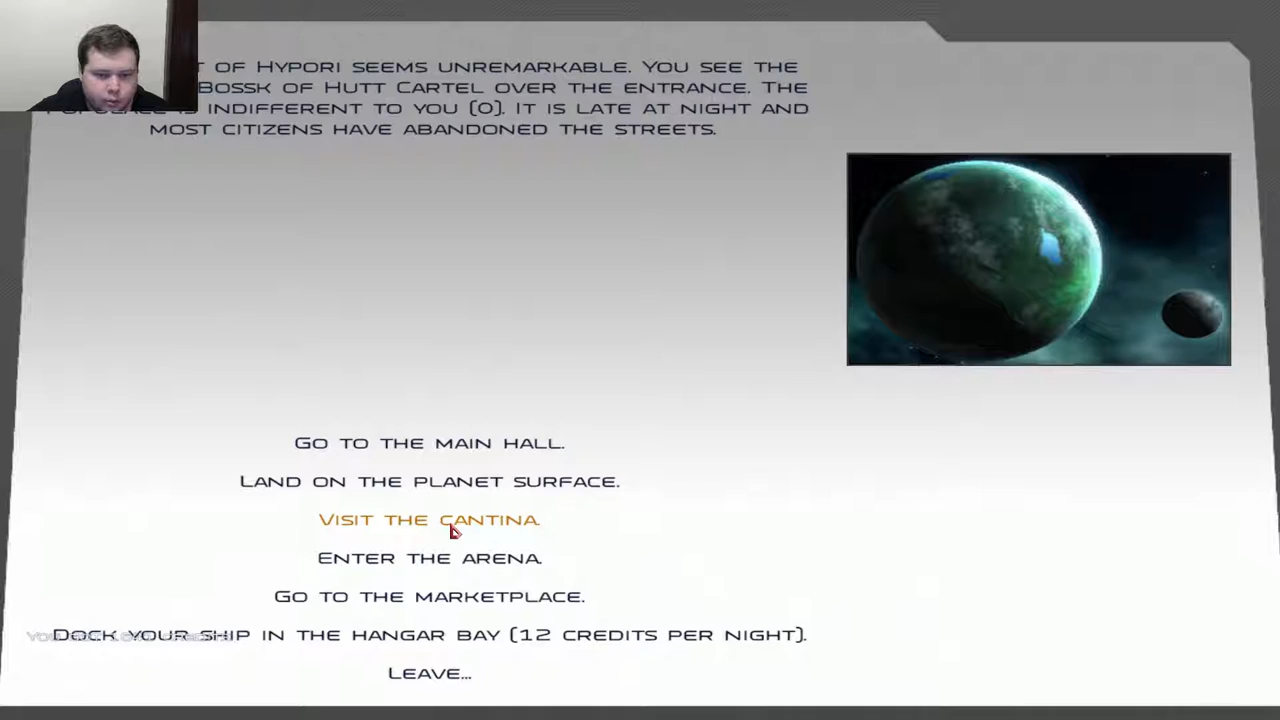 OF HYPORI SEEMS UNREMARKABLE. YOU SEE THE
BOSSK OF HUTT CARTEL OVER THE ENTRANCE. THE
INDIFFERENT TO YOU (0). IT IS LATE AT NIGHT AND
MOST CITIZENS HAVE ABANDONED THE STREETS.
GO TO THE MAIN HALL.
LAND ON THE PLANET SURFACE.
VISIT THE CANTINA.
ENTER THE ARENA.
GO TO THE MARKETPLACE.
DOCK YOUR SHIP IN THE HANGAR BAY (12 CREDITS PER NIGHT).
LEAVE...